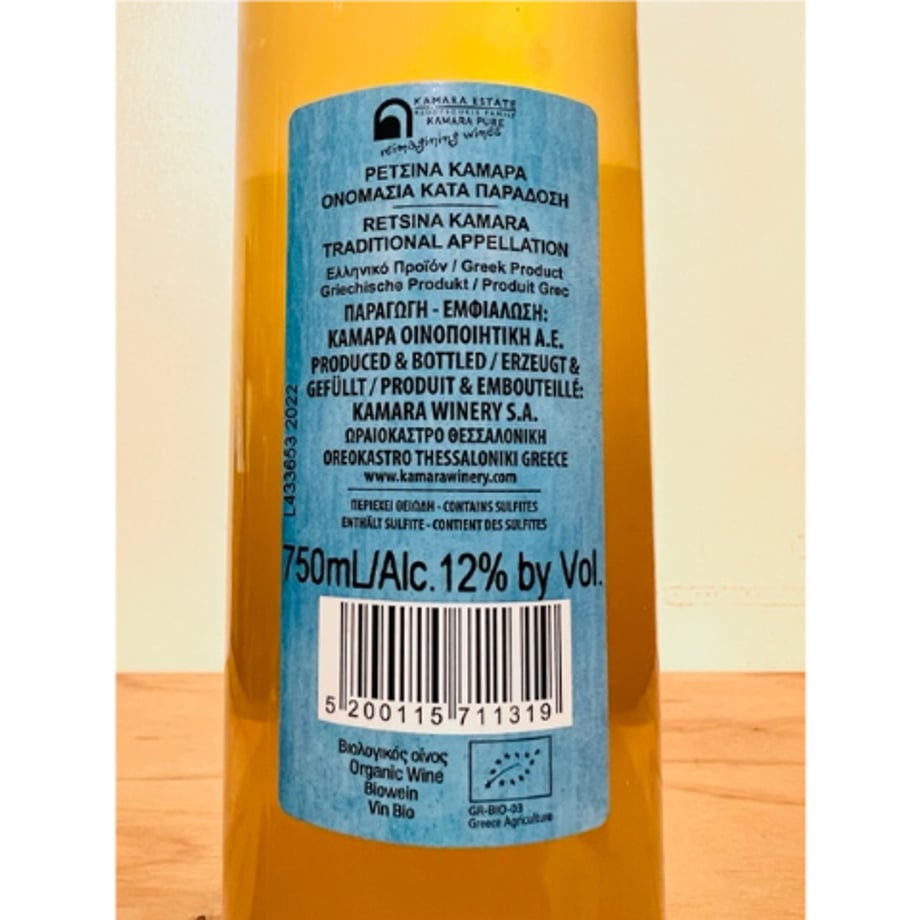 KAMARA ESTATE
KAMARA PURE
reimagining wines
ΡΕΤΣΙΝΑ ΚΑΜΑΡΑ
ΟΝΟΜΑΣΙΑ ΚΑΤΑ ΠΑΡΑΔΟΣΗ
RETSINA KAMARA
TRADITIONAL APPELLATION
Ελληνικό Προϊόν / Greek Product
Griechische Produkt / Produit Grec
ΠΑΡΑΓΩΓΗ - ΕΜΦΙΑΛΩΣΗ:
ΚΑΜΑΡΑ ΟΙΝΟΠΟΙΗΤΙΚΗ Α.Ε.
PRODUCED & BOTTLED / ERZEUGT &
GEFÜLLT / PRODUIT & EMBOUTEILLÉ:
KAMARA WINERY S.A.
ΩΡΑΙΟΚΑΣΤΡΟ ΘΕΣΣΑΛΟΝΙΚΗ
OREOKASTRO THESSALONIKI GREECE
www.kamarawinery.com
ΠΕΡΙΕΧΕΙ ΘΕΙΩΔΗ - CONTAINS SULFITES
ENTHÄLT SULFITE - CONTIENT DES SULFITES
L433653 2022
750mL/Alc.12% by Vol.
5 200115 711319
Βιολογικός οίνος
Organic Wine
Biowein
Vin Bio
GR-BIO-03
Greece Agriculture